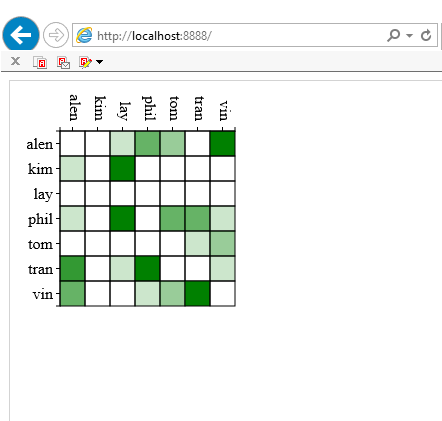 http://localhost:8888/
alen kim lay phil tom tran vin
alen
kim
lay
phil
tom
tran
vin